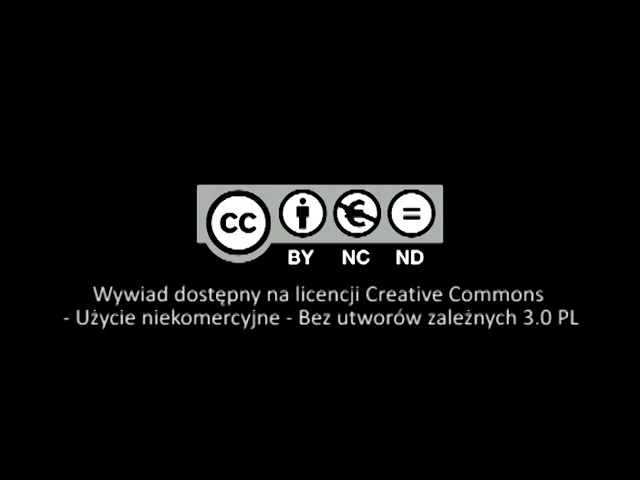 CC
BY NC ND
Wywiad dostępny na licencji Creative Commons
- Użycie niekomercyjne - Bez utworów zależnych 3.0 PL